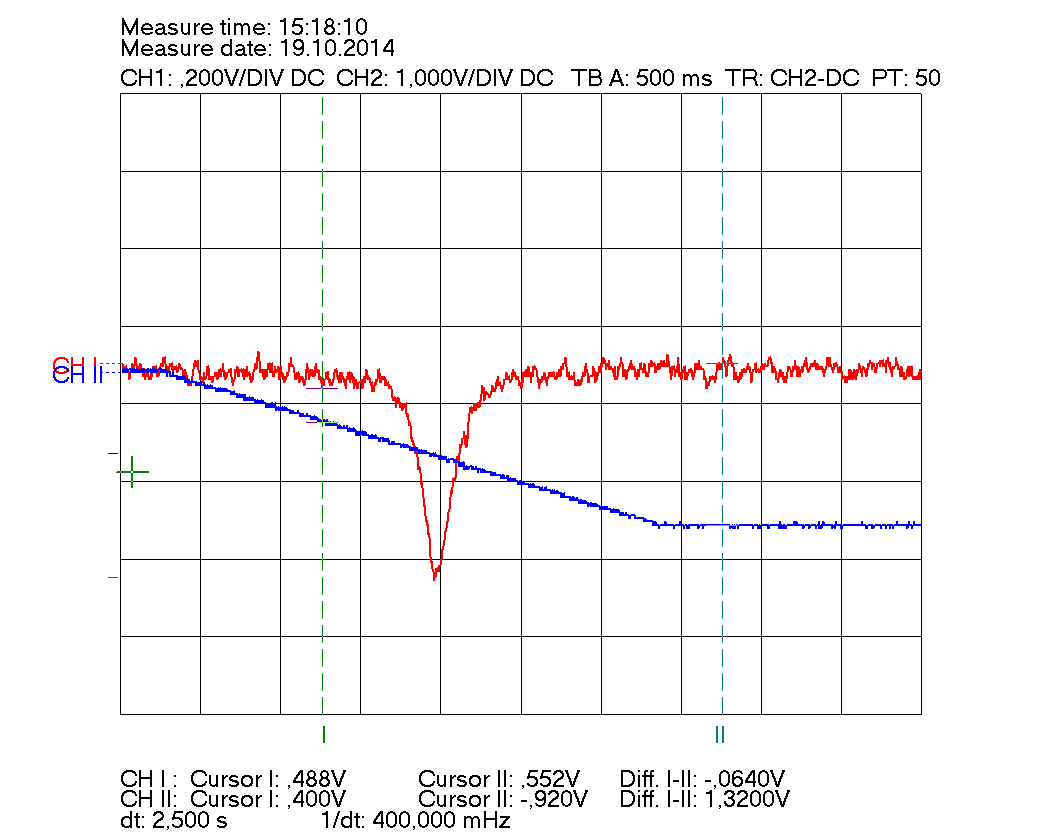 Measure time: 15:18:10
Measure date: 19.10.2014
CH1: ,200V/DIV DC CH2: 1,000V/DIV DC TB A: 500 ms TR: CH2-DC PT: 50
CH I
CH II
I
II
CH I : Cursor I: ,488V Cursor II: ,552V Diff. I-II: -,0640V
CH II: Cursor I: ,400V Cursor II: -,920V Diff. I-II: 1,3200V
dt: 2,500 s 1/dt: 400,000 mHz